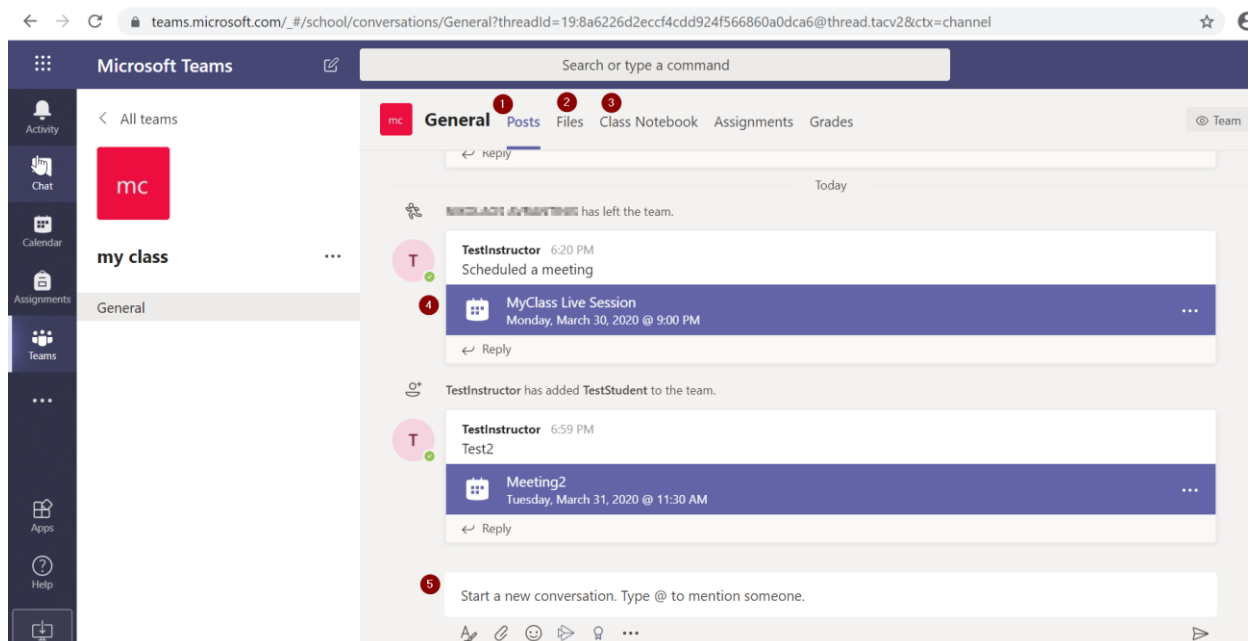 teams.microsoft.com/_#/school/conversations/General?threadId=19:8a6226d2eccf4cdd924f566860a0dca6@thread.tacv2&ctx=channel
Microsoft Teams
Search or type a command
Activity
Chat
Calendar
Assignments
Teams
Apps
Help
All teams
mc
my class
General
1 2 3
mc General Posts Files Class Notebook Assignments Grades
Team
Reply
Today
has left the team.
T
TestInstructor 6:20 PM
Scheduled a meeting
4
MyClass Live Session
Monday, March 30, 2020 @ 9:00 PM
Reply
TestInstructor has added TestStudent to the team.
T
TestInstructor 6:59 PM
Test2
Meeting2
Tuesday, March 31, 2020 @ 11:30 AM
Reply
5
Start a new conversation. Type @ to mention someone.